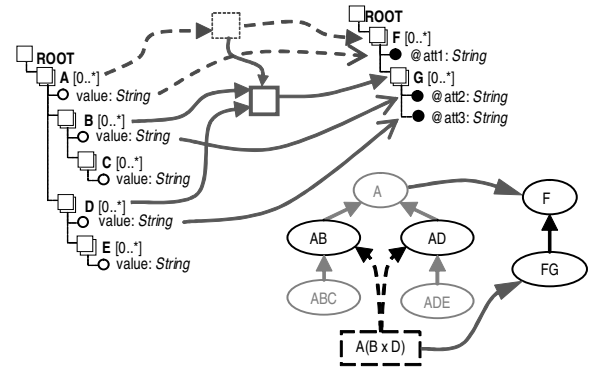 ROOT
A [0..*]
value: String
B [0..*]
value: String
C [0..*]
value: String
D [0..*]
value: String
E [0..*]
value: String
ROOT
F [0..*]
@att1: String
G [0..*]
@att2: String
@att3: String
A
F
AB
AD
FG
ABC
ADE
A(B x D)